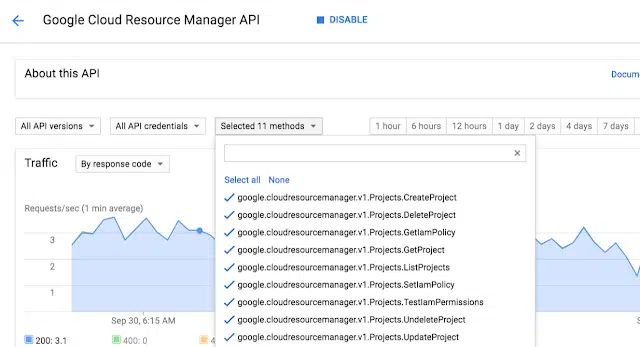 Google Cloud Resource Manager API
DISABLE
About this API
All API versions
All API credentials
Selected 11 methods
1 hour
6 hours
12 hours
1 day
2 days
4 days
7 days
Traffic
By response code
Select all None
google.cloudresourcemanager.v1.Projects.CreateProject
google.cloudresourcemanager.v1.Projects.DeleteProject
google.cloudresourcemanager.v1.Projects.GetIamPolicy
google.cloudresourcemanager.v1.Projects.GetProject
google.cloudresourcemanager.v1.Projects.ListProjects
google.cloudresourcemanager.v1.Projects.SetIamPolicy
google.cloudresourcemanager.v1.Projects.TestIamPermissions
google.cloudresourcemanager.v1.Projects.UndeleteProject
google.cloudresourcemanager.v1.Projects.UpdateProject
Requests/sec (1 min average)
3
2
1
Sep 30, 6:15 AM
200: 3.1
400: 0